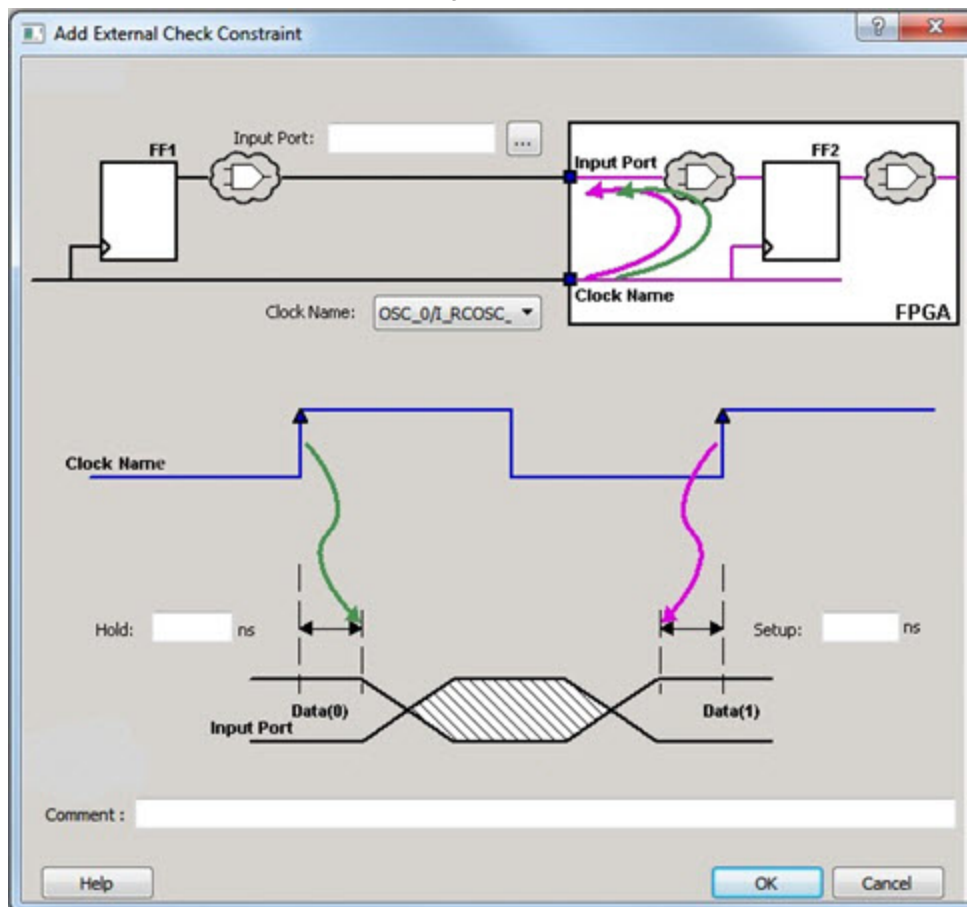 Add External Check Constraint
Input Port:
...
FF1
Input Port
FF2
Clock Name
Clock Name:
OSC_0/I_RCOSC_
FPGA
Clock Name
Hold:
ns
Setup:
ns
Data(0)
Data(1)
Input Port
Comment :
Help
OK
Cancel